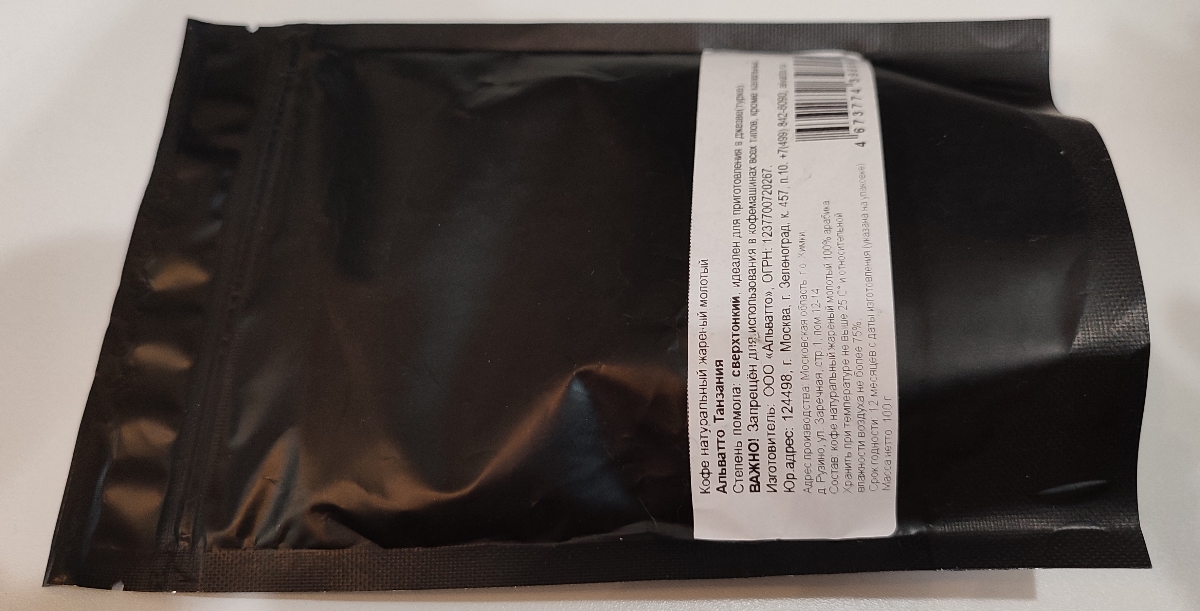 Кофе натуральный жареный молотый
Альватто Танзания
Степень помола: сверхтонкий, идеален для приготовления в джезве(турке)
ВАЖНО! Запрещён для использования в кофемашинах всех типов, кроме
Изготовитель: ООО «Альватто», ОГРН: 1237700720267,
Юр.адрес: 124498, г. Москва, г. Зеленоград, к. 457, п.10. +7(499) 842-6090,
Адрес производства: Московская область, г.о. Химки
д.Рузино, ул. Заречная, стр.1, пом.12-14
Состав: кофе натуральный жареный молотый 100% арабика
Хранить при температуре не выше 25 С° и относительной
влажности воздуха не более 75%
Срок годности: 12 месяцев с даты изготовления (указана на упаковке)
Масса нетто: 100 г
4 673774